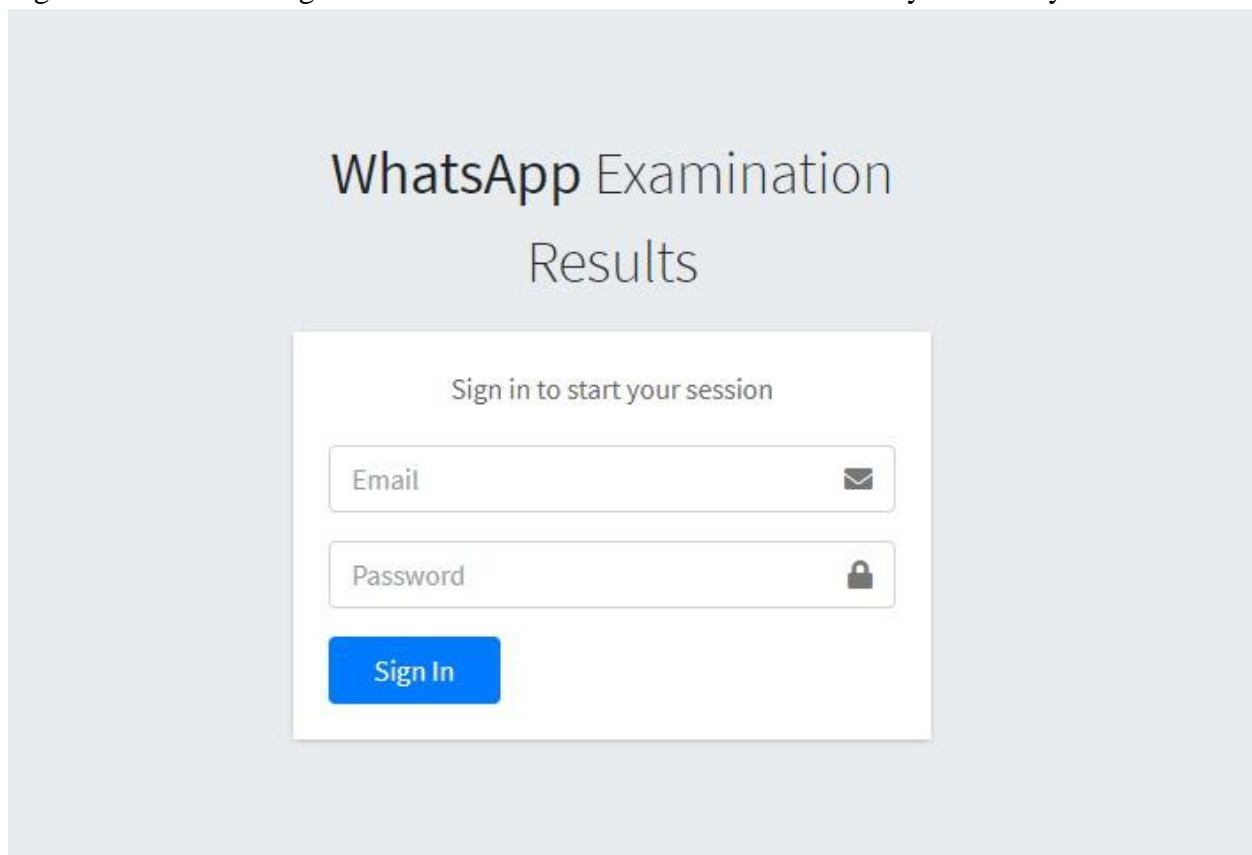 WhatsApp Examination
Results
Sign in to start your session
Email
Password
Sign In